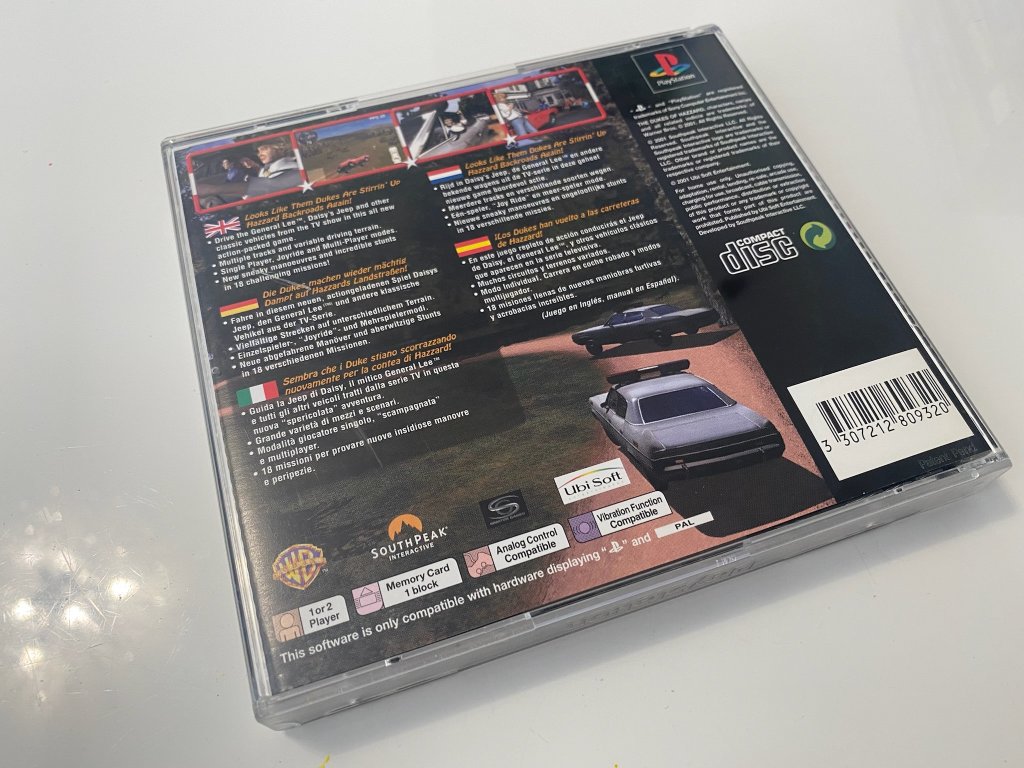 Looks Like Them Dukes Are Stirrin' Up
Hazzard Backroads Again!
• Drive the General Lee™, Daisy's Jeep and other
classic vehicles from the TV show in this all new
action packed game.
• Multiple tracks and variable driving terrain.
• Single Player, Joyride and Multi-Player modes.
• New sneaky manoeuvres and incredible stunts
in 18 challenging missions!
Die Dukes machen wieder mächtig
Dampf auf Hazzards Landstraßen!
• Fahre in diesem neuen, actiongeladenen Spiel Daisys
Jeep, den General Lee™ und andere klassische
Vehikel aus der TV-Serie.
• Vielfältige Strecken auf unterschiedlichem Terrain.
• Einzelspieler-, "Joyride"- und Mehrspielermodi.
• Neue abgefahrene Manöver und aberwitzige Stunts
in 18 verschiedenen Missionen.
Sembra che i Duke stiano scorrazzando
nuovamente per la contea di Hazzard!
• Guida la Jeep di Daisy, il mitico General Lee™
e tutti gli altri veicoli tratti dalla serie TV in questa
nuova "spericolata" avventura.
• Grande varietà di mezzi e scenari.
• Modalità giocatore singolo, "scampagnata"
e multiplayer.
• 18 missioni per provare nuove insidiose manovre
e peripezie.
Looks Like Them Dukes Are Stirrin' Up
Hazzard Backroads Again!
• Rijd in Daisy's Jeep, de General Lee™ en andere
bekende wagens uit de TV-serie in deze geheel
nieuwe game boordevol actie.
• Meerdere tracks en verschillende soorten wegen.
• Eén-speler, "Joy Ride" en meer-speler mode.
• Nieuwe sneaky manoeuvres en ongelooflijke stunts
in 18 verschillende missies.
¡Los Dukes han vuelto a las carreteras
de Hazzard!
• En este juego repleto de acción conducirás el Jeep
de Daisy, el General Lee™, y otros vehículos clásicos
que aparecen en la serie televisiva.
• Muchos circuitos y terrenos variados.
• Modo Individual, Carrera en coche robado y modos
multijugador.
• 18 misiones llenas de nuevas maniobras furtivas
y acrobacias increíbles.
(Juego en Inglés, manual en Español).
PlayStation
COMPACT
disc
3 307212 809320
Patent Pend.
WB
SOUTHPEAK
INTERACTIVE
Ubi Soft
1 or 2
Player
Memory Card
1 block
Analog Control
Compatible
Vibration Function
Compatible
This software is only compatible with hardware displaying " " and PAL